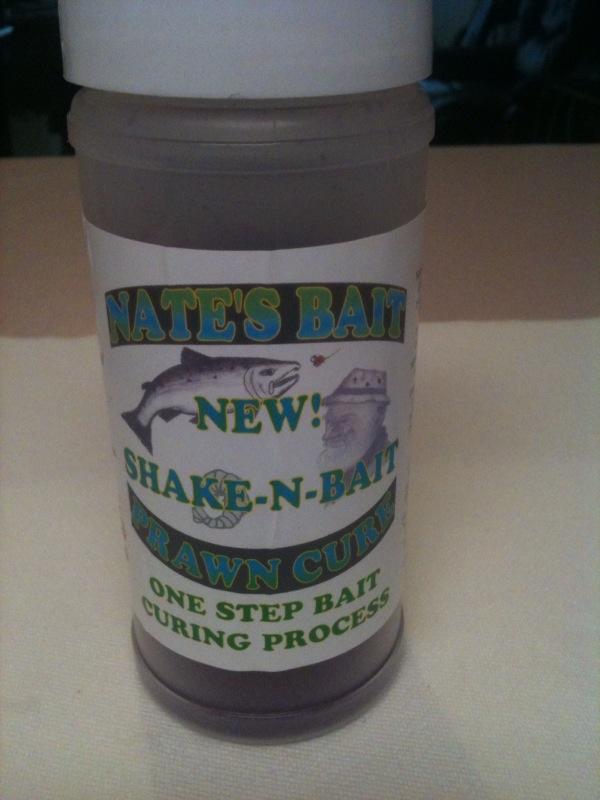 NATE'S BAIT
NEW!
SHAKE-N-BAIT
PRAWN CURE
ONE STEP BAIT
CURING PROCESS